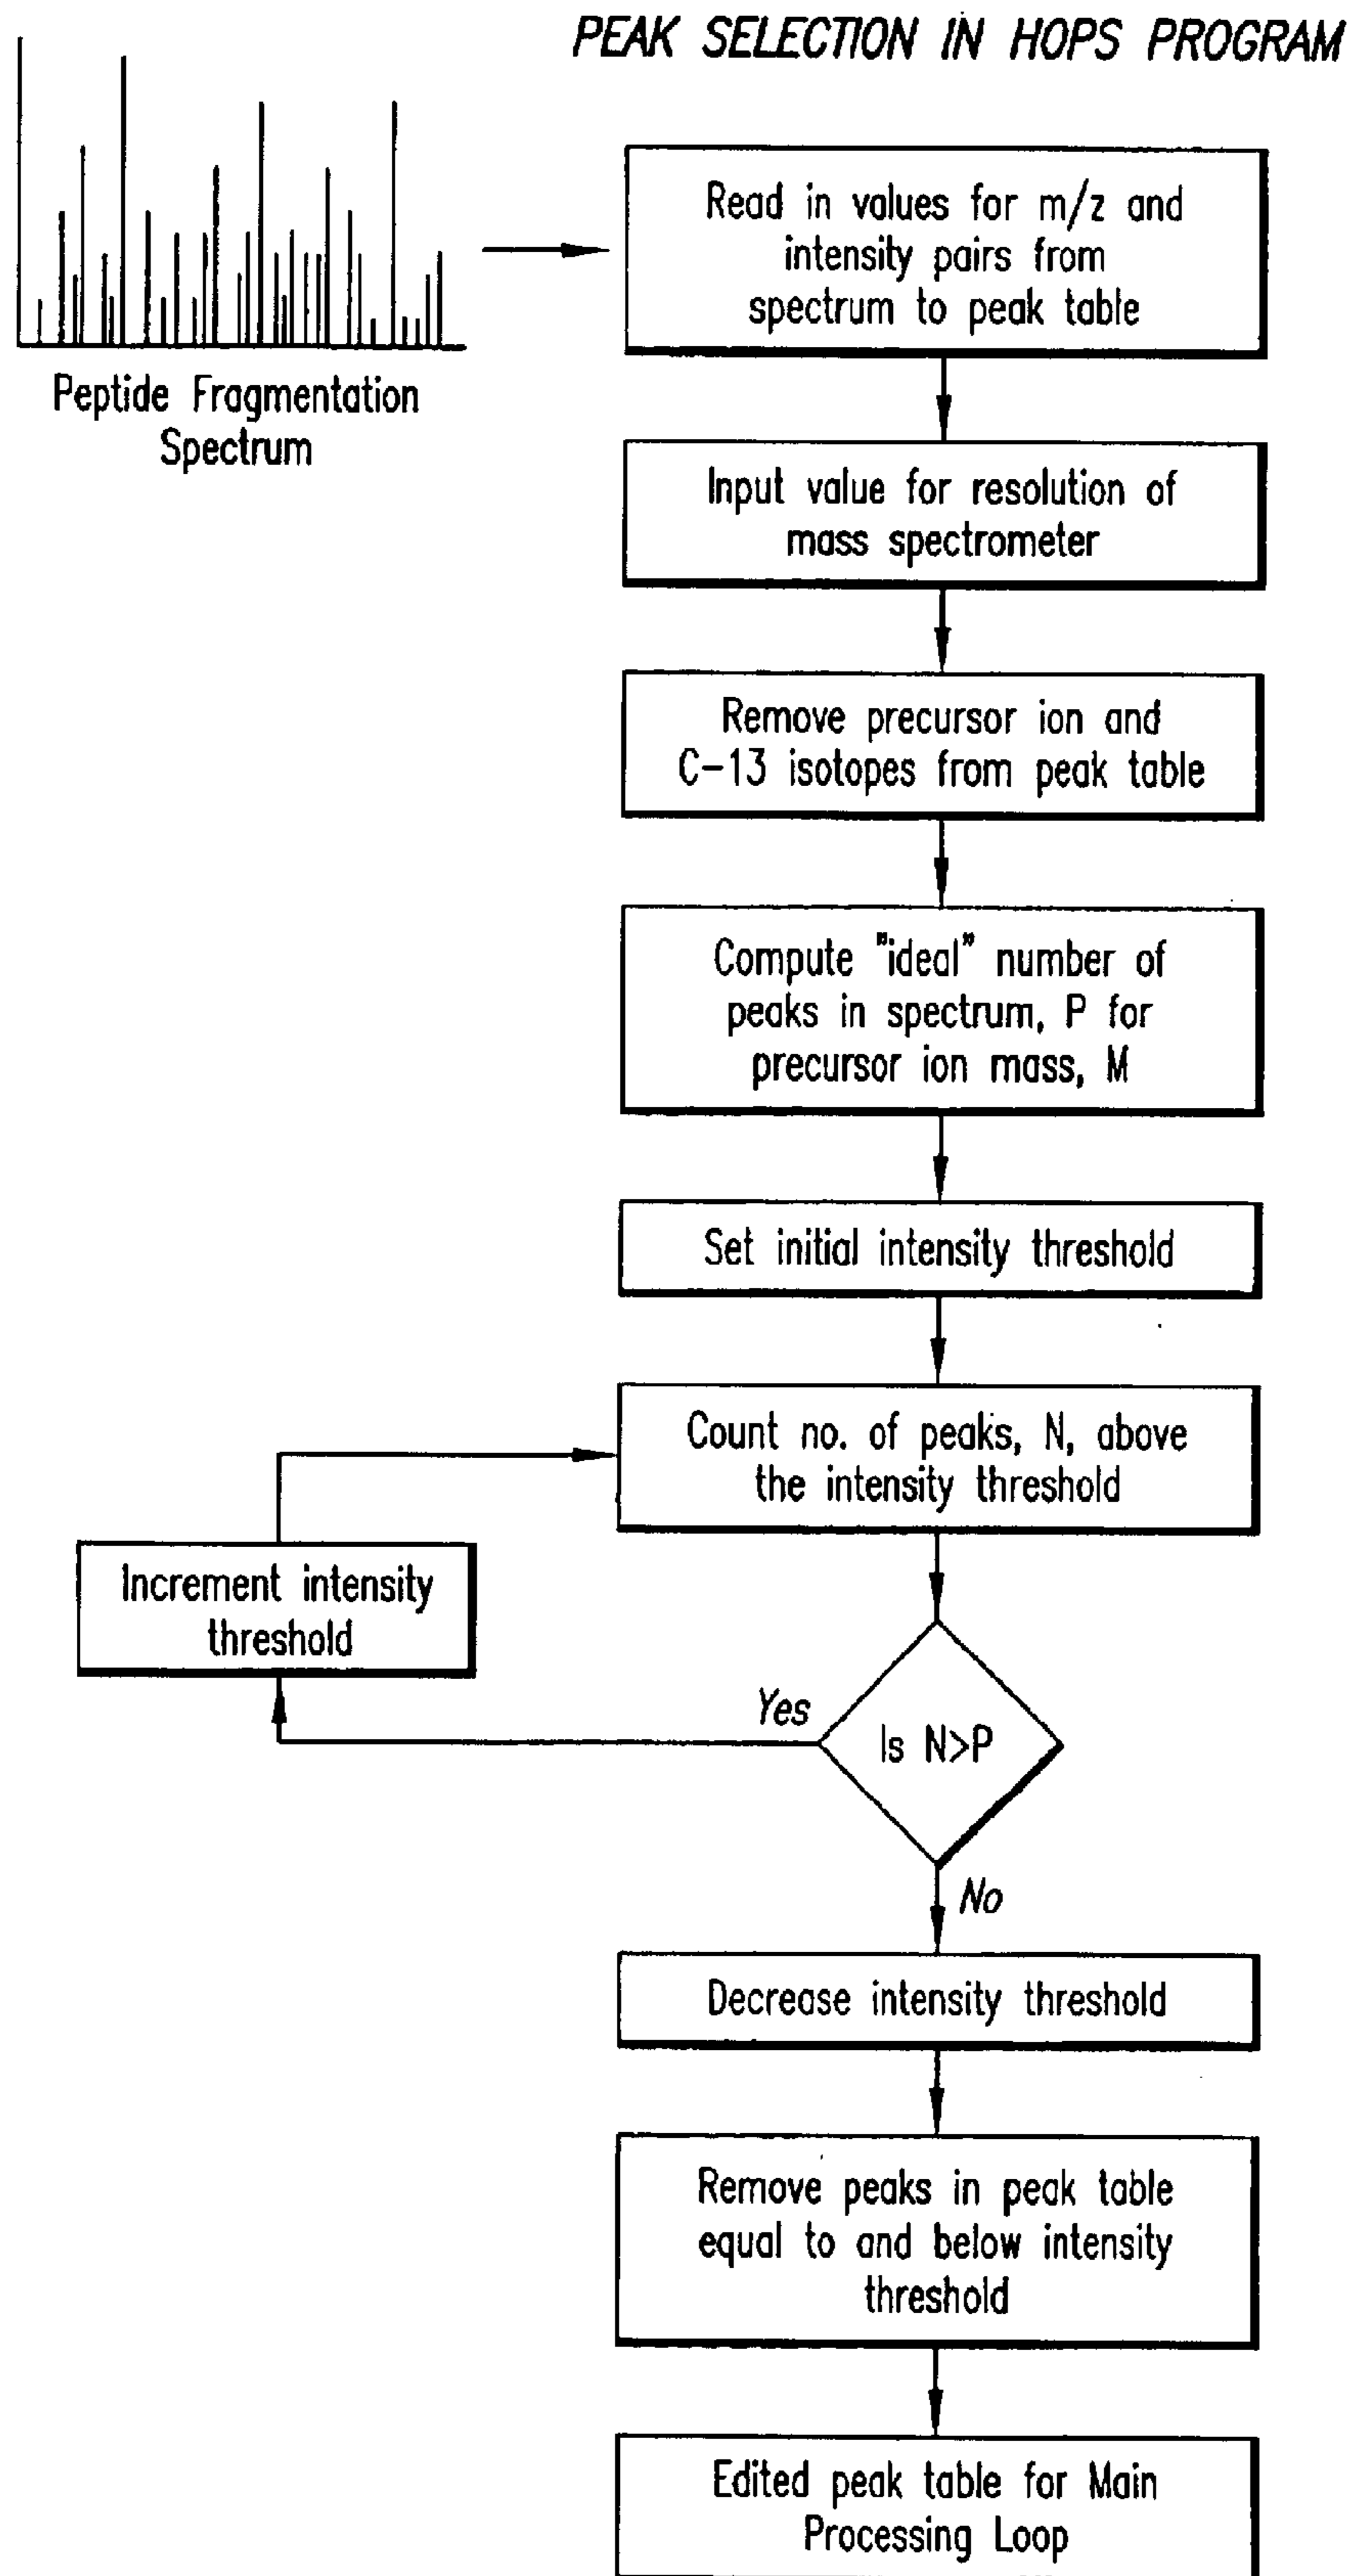 PEAK SELECTION IN HOPS PROGRAM
Peptide Fragmentation
Spectrum
Read in values for m/z and
intensity pairs from
spectrum to peak table
Input value for resolution of
mass spectrometer
Remove precursor ion and
C-13 isotopes from peak table
Compute "ideal" number of
peaks in spectrum, P for
precursor ion mass, M
Set initial intensity threshold
Count no. of peaks, N, above
the intensity threshold
Increment intensity
threshold
Yes
Is N>P
No
Decrease intensity threshold
Remove peaks in peak table
equal to and below intensity
threshold
Edited peak table for Main
Processing Loop